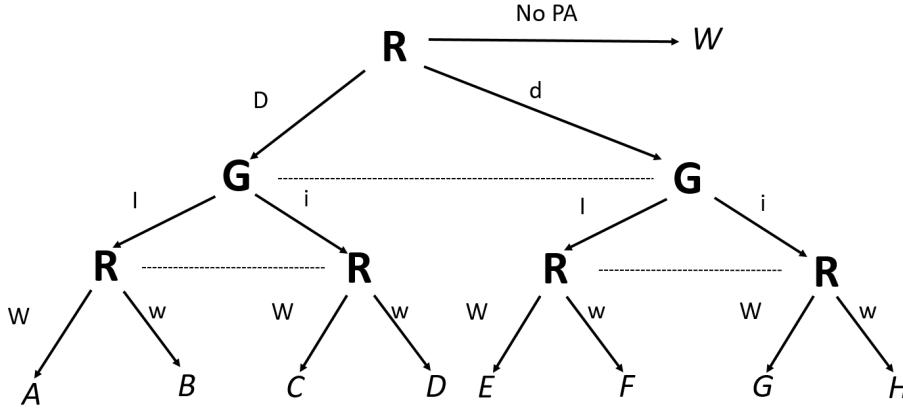 No PA
R W
D d
G G
I i I i
R R R R
W w W w W w W w
A B C D E F G H